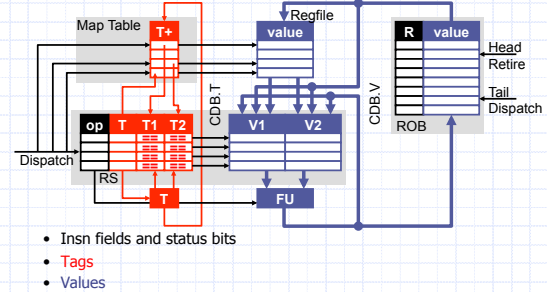 Regfile
Map Table
T+
value
R value
Head
Retire
CDB.T
CDB.V
Tail
Dispatch
op T T1 T2
V1 V2
ROB
== ==
== ==
== ==
== ==
Dispatch
RS
T
FU
• Insn fields and status bits
• Tags
• Values